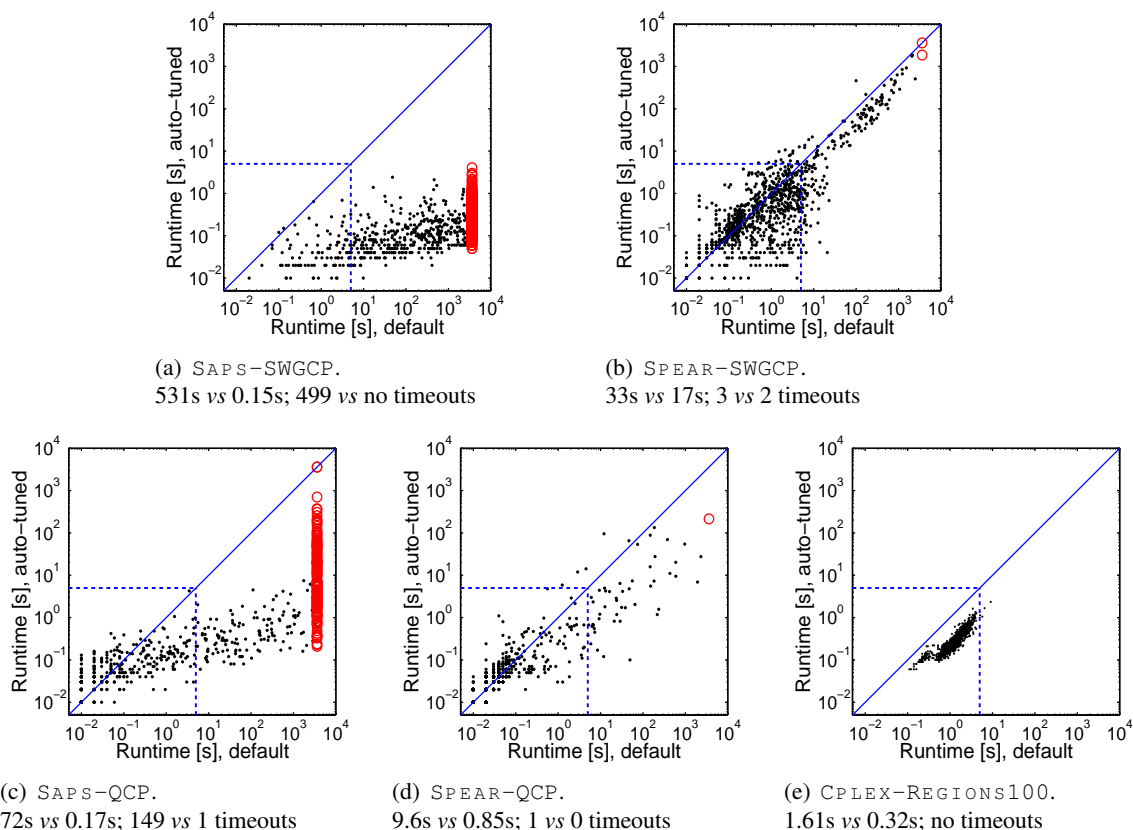 10^4
10^3
10^2
10^1
10^0
10^−1
10^−2
Runtime [s], auto−tuned
10^−2 10^−1 10^0 10^1 10^2 10^3 10^4
Runtime [s], default
(a) SAPS-SWGCP.
531s vs 0.15s; 499 vs no timeouts
10^4
10^3
10^2
10^1
10^0
10^−1
10^−2
Runtime [s], auto−tuned
10^−2 10^−1 10^0 10^1 10^2 10^3 10^4
Runtime [s], default
(b) SPEAR-SWGCP.
33s vs 17s; 3 vs 2 timeouts
10^4
10^3
10^2
10^1
10^0
10^−1
10^−2
Runtime [s], auto−tuned
10^−2 10^−1 10^0 10^1 10^2 10^3 10^4
Runtime [s], default
(c) SAPS-QCP.
72s vs 0.17s; 149 vs 1 timeouts
10^4
10^3
10^2
10^1
10^0
10^−1
10^−2
Runtime [s], auto−tuned
10^−2 10^−1 10^0 10^1 10^2 10^3 10^4
Runtime [s], default
(d) SPEAR-QCP.
9.6s vs 0.85s; 1 vs 0 timeouts
10^4
10^3
10^2
10^1
10^0
10^−1
10^−2
Runtime [s], auto−tuned
10^−2 10^−1 10^0 10^1 10^2 10^3 10^4
Runtime [s], default
(e) CPLEX-REGIONS100.
1.61s vs 0.32s; no timeouts